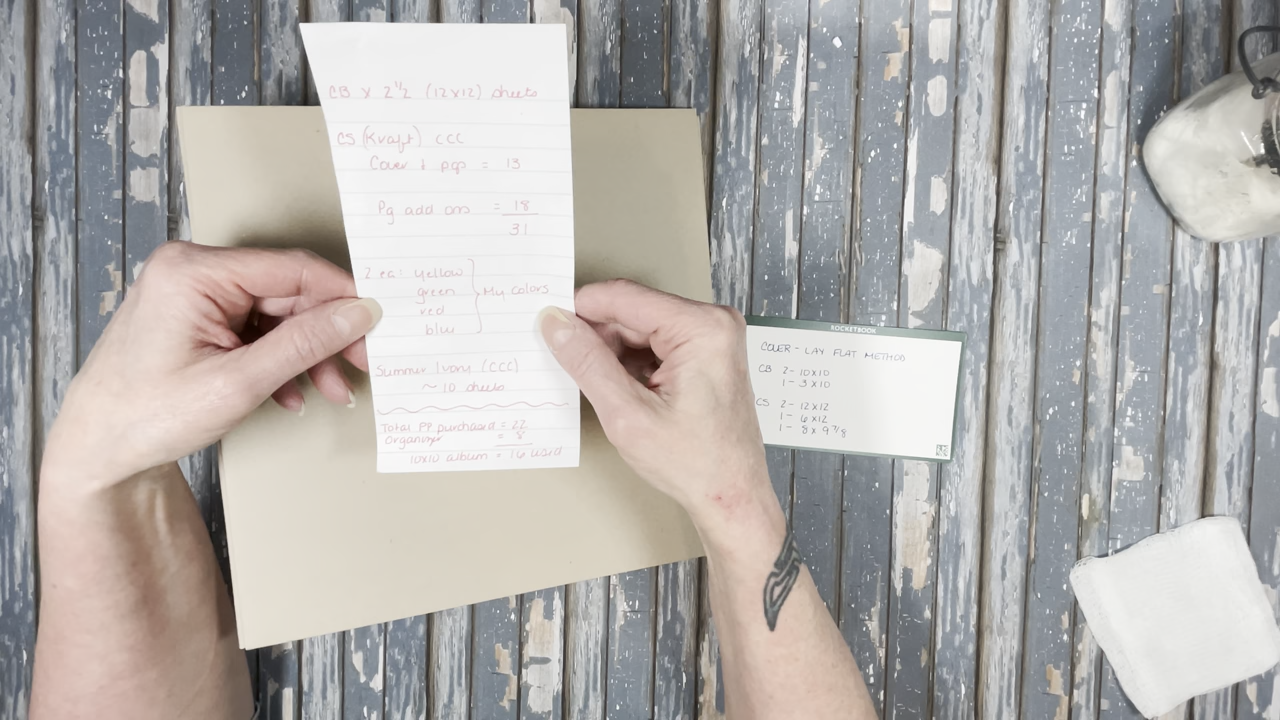 CB x 2 1/2 (12x12) sheets
CS (Kraft) CCC
Cover + pgs = 13
Pg add ons = 18
31
2 ea: yellow
green
red
blue
My colors
Summer Ivory (CCC)
~ 10 sheets
Total PP purchased = 22
Organizer = 8
10x10 album = 16 used
ROCKETBOOK
COVER - LAY FLAT METHOD
CB 2- 10x10
1- 3x10
CS 2- 12x12
1- 6x12
1- 8x9 7/8